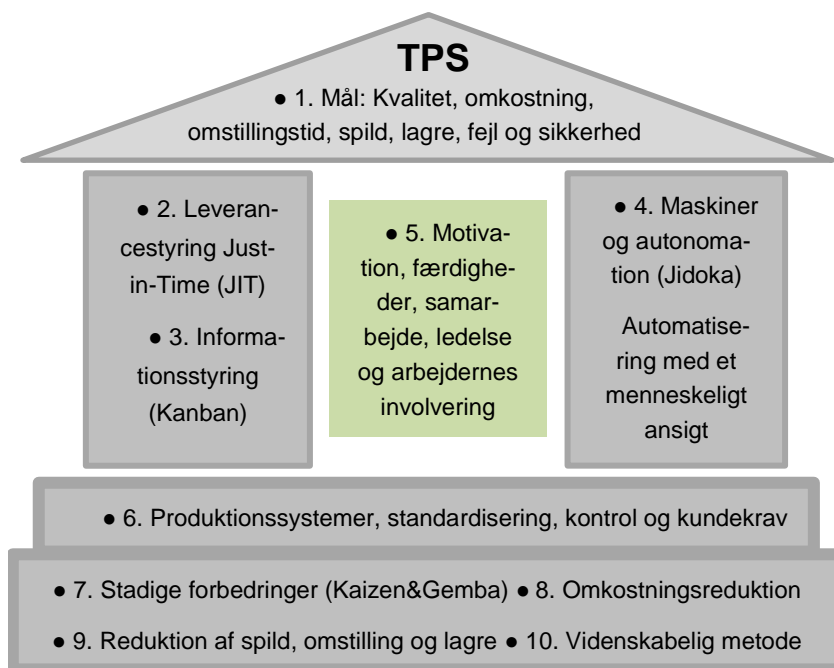 TPS
● 1. Mål: Kvalitet, omkostning,
omstillingstid, spild, lagre, fejl og sikkerhed
● 2. Leveran-
cestyring Just-
in-Time (JIT)
● 3. Informa-
tionsstyring
(Kanban)
● 5. Motiva-
tion, færdighe-
der, samar-
bejde, ledelse
og arbejdernes
involvering
● 4. Maskiner
og autonoma-
tion (Jidoka)
Automatise-
ring med et
menneskeligt
ansigt
● 6. Produktionssystemer, standardisering, kontrol og kundekrav
● 7. Stadige forbedringer (Kaizen&Gemba) ● 8. Omkostningsreduktion
● 9. Reduktion af spild, omstilling og lagre ● 10. Videnskabelig metode